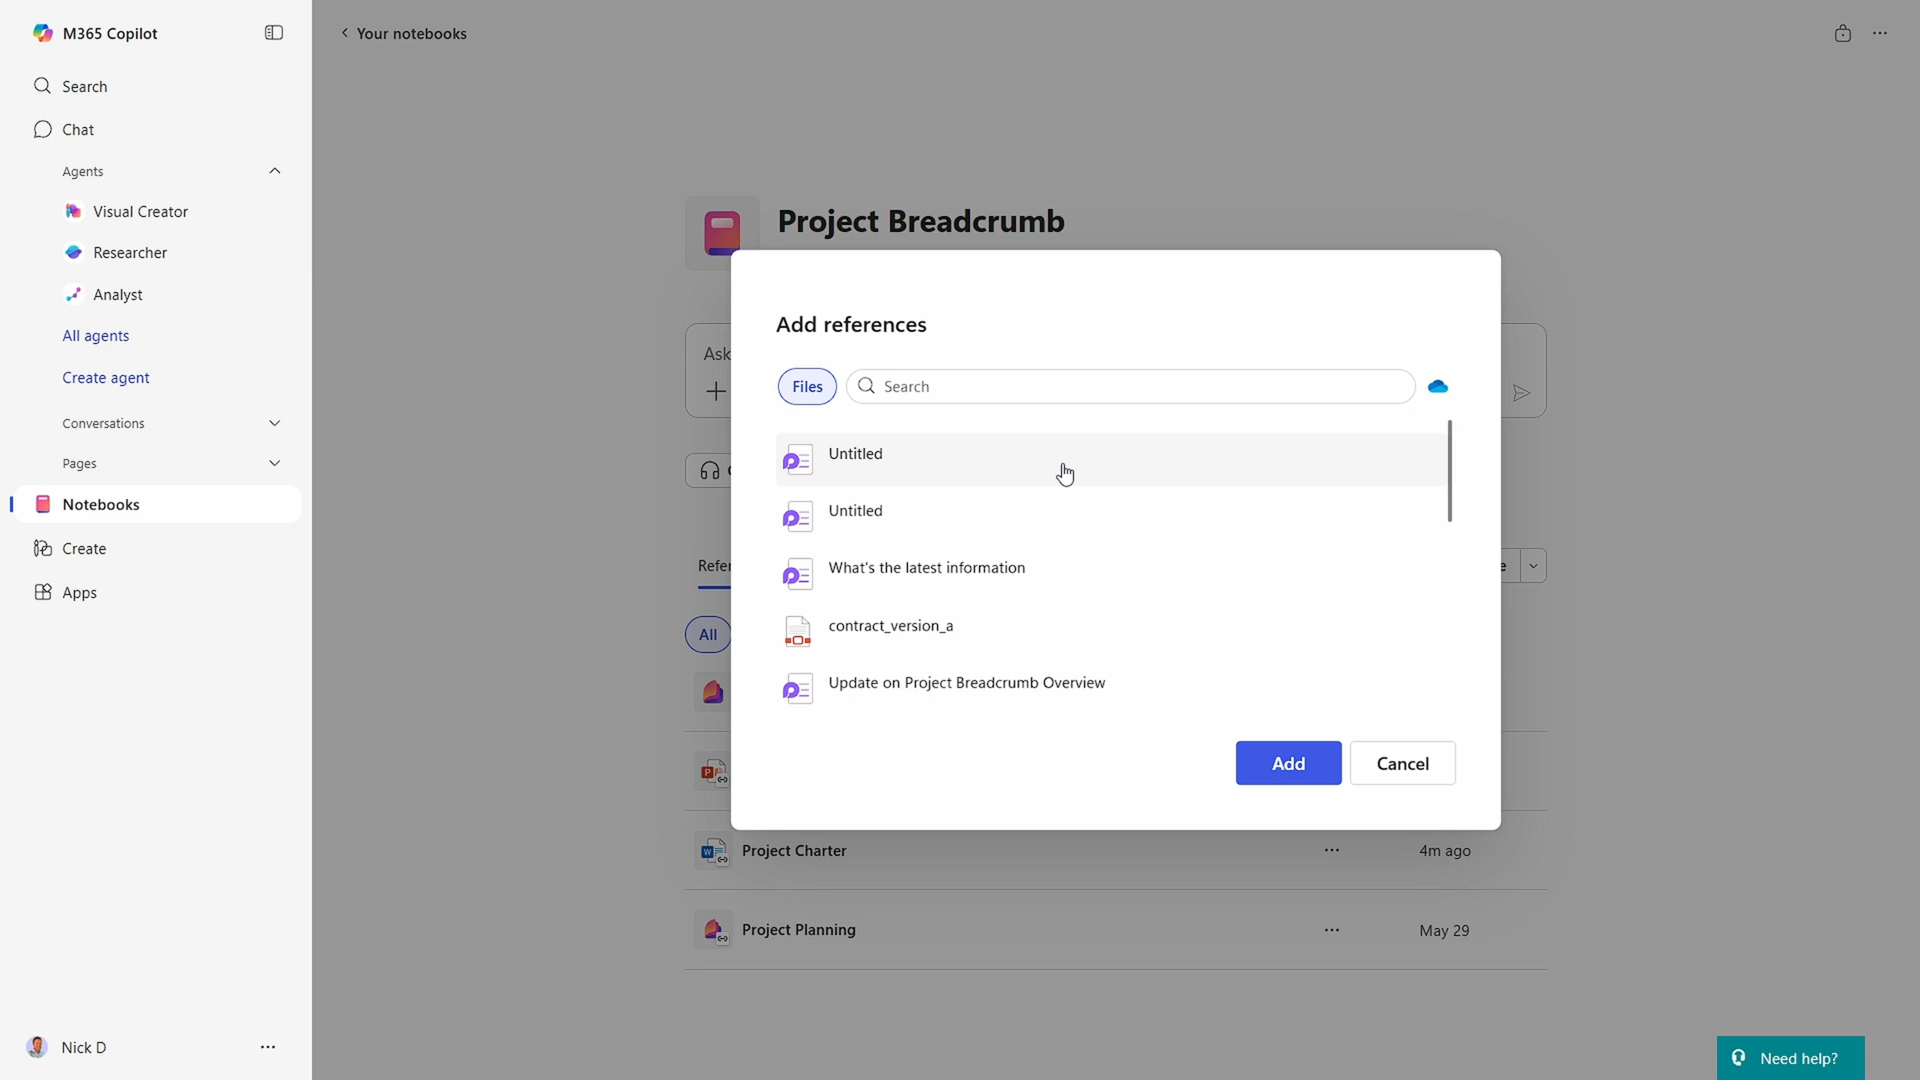 M365 Copilot
Search
Chat
Agents
Visual Creator
Researcher
Analyst
All agents
Create agent
Conversations
Pages
Notebooks
Create
Apps
Nick D
Your notebooks
Project Breadcrumb
Ask
Add references
Files
Search
Untitled
Untitled
What's the latest information
contract_version_a
Update on Project Breadcrumb Overview
Add
Cancel
Refer
e
All
Project Charter
4m ago
Project Planning
May 29
Need help?